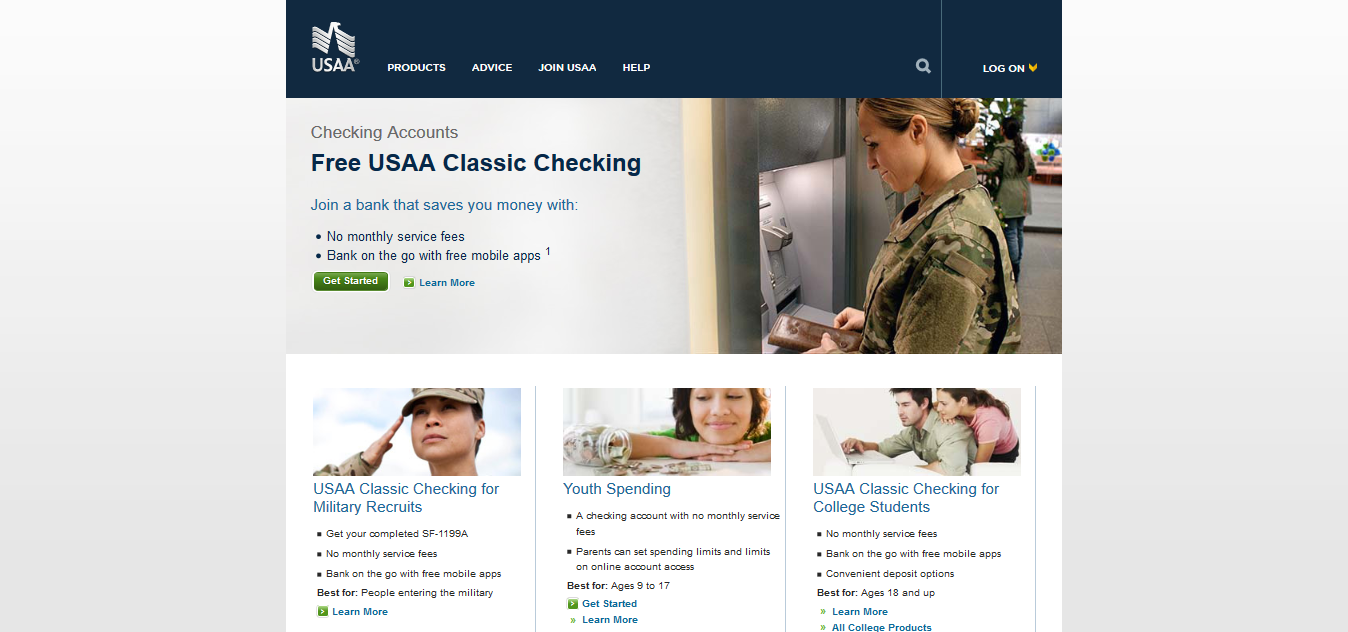 USAA®
PRODUCTS ADVICE JOIN USAA HELP
LOG ON
Checking Accounts
Free USAA Classic Checking
Join a bank that saves you money with:
• No monthly service fees
• Bank on the go with free mobile apps 1
Get Started Learn More
USAA Classic Checking for
Military Recruits
▪ Get your completed SF-1199A
▪ No monthly service fees
▪ Bank on the go with free mobile apps
Best for: People entering the military
Learn More
Youth Spending
▪ A checking account with no monthly service
fees
▪ Parents can set spending limits and limits
on online account access
Best for: Ages 9 to 17
Get Started
» Learn More
USAA Classic Checking for
College Students
▪ No monthly service fees
▪ Bank on the go with free mobile apps
▪ Convenient deposit options
Best for: Ages 18 and up
» Learn More
» All College Products